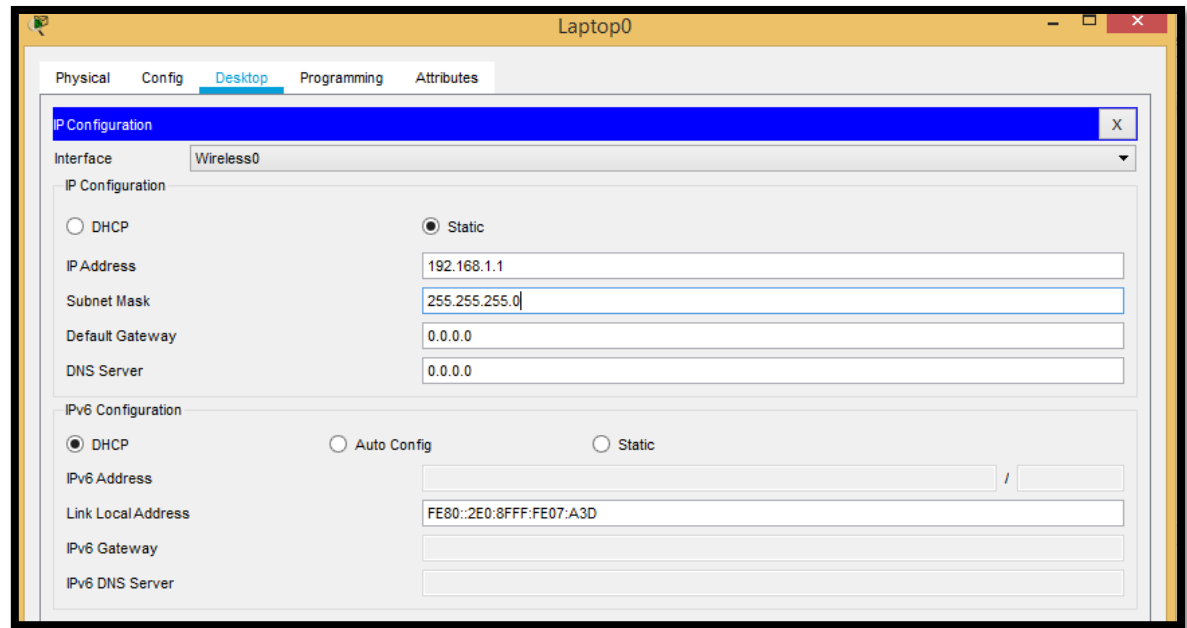 Laptop0
Physical Config Desktop Programming Attributes
IP Configuration X
Interface Wireless0
IP Configuration
DHCP Static
IP Address 192.168.1.1
Subnet Mask 255.255.255.0
Default Gateway 0.0.0.0
DNS Server 0.0.0.0
IPv6 Configuration
DHCP Auto Config Static
IPv6 Address /
Link Local Address FE80::2E0:8FFF:FE07:A3D
IPv6 Gateway
IPv6 DNS Server